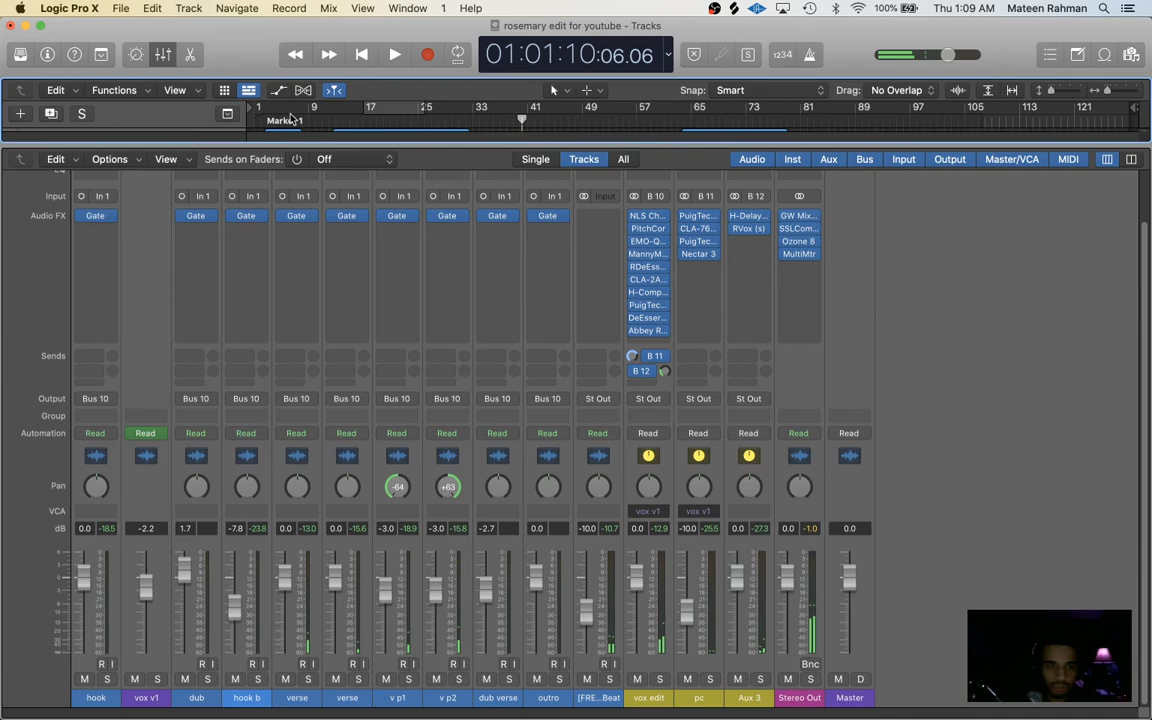 Logic Pro X File Edit Track Navigate Record Mix View Window 1 Help 100% Thu 1:09 AM Mateen Rahman
rosemary edit for youtube - Tracks
01:01:10:06.06 S 1234
Edit Functions View Snap: Smart Drag: No Overlap
1 9 17 25 33 41 49 57 65 73 81 89 97 105 113 121
S
Edit Options View Sends on Faders: Off Single Tracks All Audio Inst Aux Bus Input Output Master/VCA MIDI
Input In 1 In 1 In 1 In 1 In 1 In 1 In 1 In 1 In 1 Input B 10 B 11 B 12
Audio FX Gate Gate Gate Gate Gate Gate Gate Gate Gate NLS Ch... PuigTec... H-Delay... GW Mix...
PitchCor CLA-76... RVox (s) SSLCom...
EMO-Q... PuigTec... Ozone 8
MannyM... Nectar 3 MultiMtr
RDeEss...
CLA-2A...
H-Comp...
PuigTec...
DeEsser...
Abbey R...
Sends B 11
B 12
Output Bus 10 Bus 10 Bus 10 Bus 10 Bus 10 Bus 10 Bus 10 Bus 10 Bus 10 St Out St Out St Out St Out
Group
Automation Read Read Read Read Read Read Read Read Read Read Read Read Read Read Read Read
Pan -64 +63
VCA vox v1 vox v1
dB 0.0 -18.5 -2.2 1.7 -7.8 -23.8 0.0 -13.0 0.0 -15.6 -3.0 -18.9 -3.0 -15.8 -2.7 0.0 -10.0 -10.7 0.0 -12.9 -10.0 -25.5 0.0 -27.3 0.0 -1.0 0.0
R I R I R I R I R I R I R I R I R I Bnc
M S M S M S M S M S M S M S M S M S M S M S M S M S M S M S M D
hook vox v1 dub hook b verse verse v p1 v p2 dub verse outro [FRE...Beat vox edit pc Aux 3 Stereo Out Master